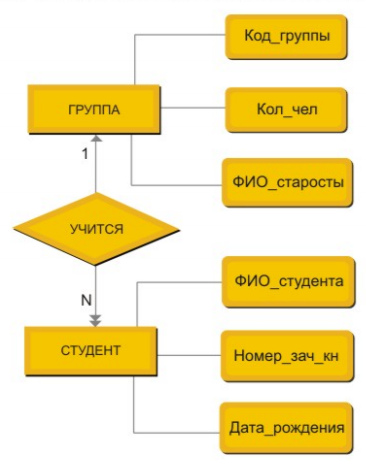 Код_группы
ГРУППА
Кол_чел
1
ФИО_старосты
УЧИТСЯ
ФИО_студента
N
СТУДЕНТ
Номер_зач_кн
Дата_рождения